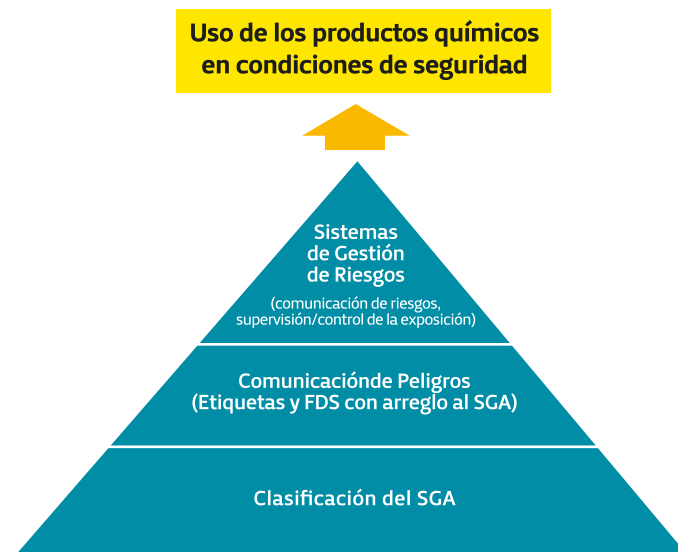 Uso de los productos químicos
en condiciones de seguridad
Sistemas
de Gestión
de Riesgos
(comunicación de riesgos,
supervisión/control de la exposición)
Comunicaciónde Peligros
(Etiquetas y FDS con arreglo al SGA)
Clasificación del SGA